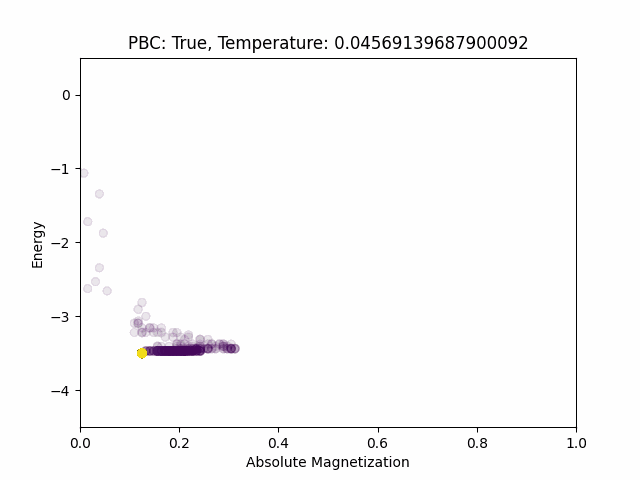 PBC: True, Temperature: 0.04569139687900092
0
−1
−2
−3
−4
Energy
0.0 0.2 0.4 0.6 0.8 1.0
Absolute Magnetization